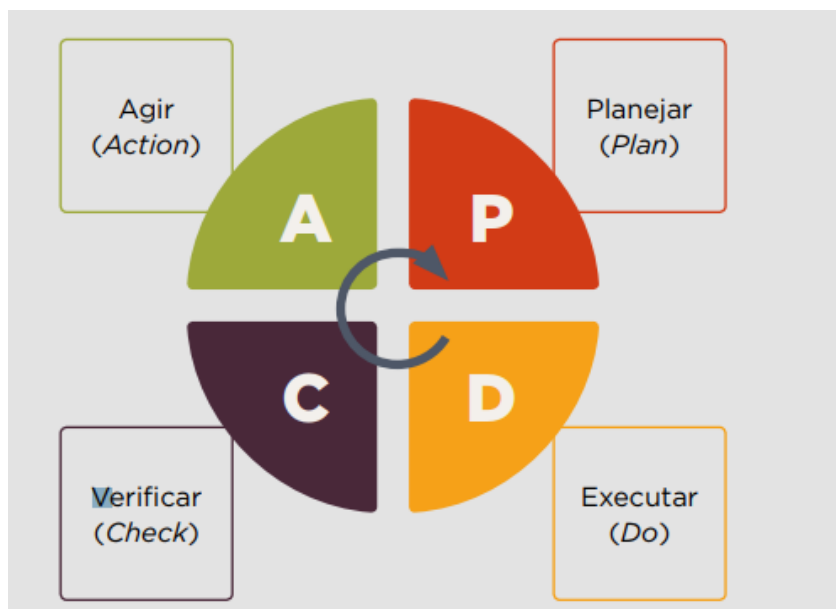 Agir
(Action)
Planejar
(Plan)
A
P
C
D
Verificar
(Check)
Executar
(Do)